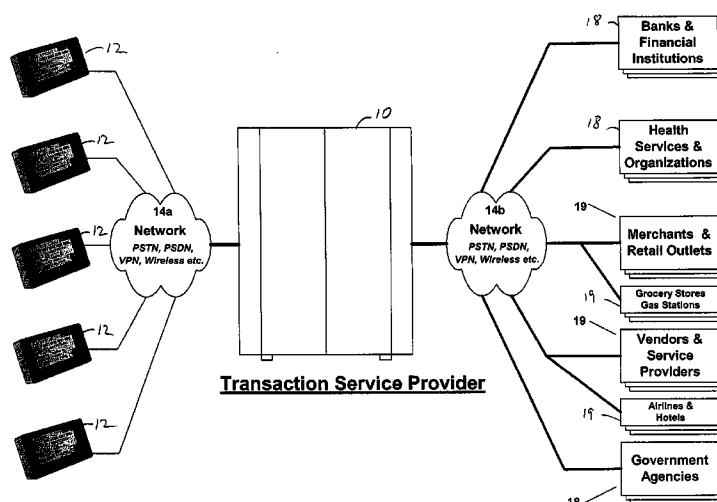 12
12
12
12
12
14a
Network
PSTN, PSDN,
VPN, Wireless etc.
10
Transaction Service Provider
14b
Network
PSTN, PSDN,
VPN, Wireless etc.
18
Banks &
Financial
Institutions
18
Health
Services &
Organizations
19
Merchants &
Retail Outlets
19
Grocery Stores
Gas Stations
19
Vendors &
Service
Providers
19
Airlines &
Hotels
Government
Agencies
18